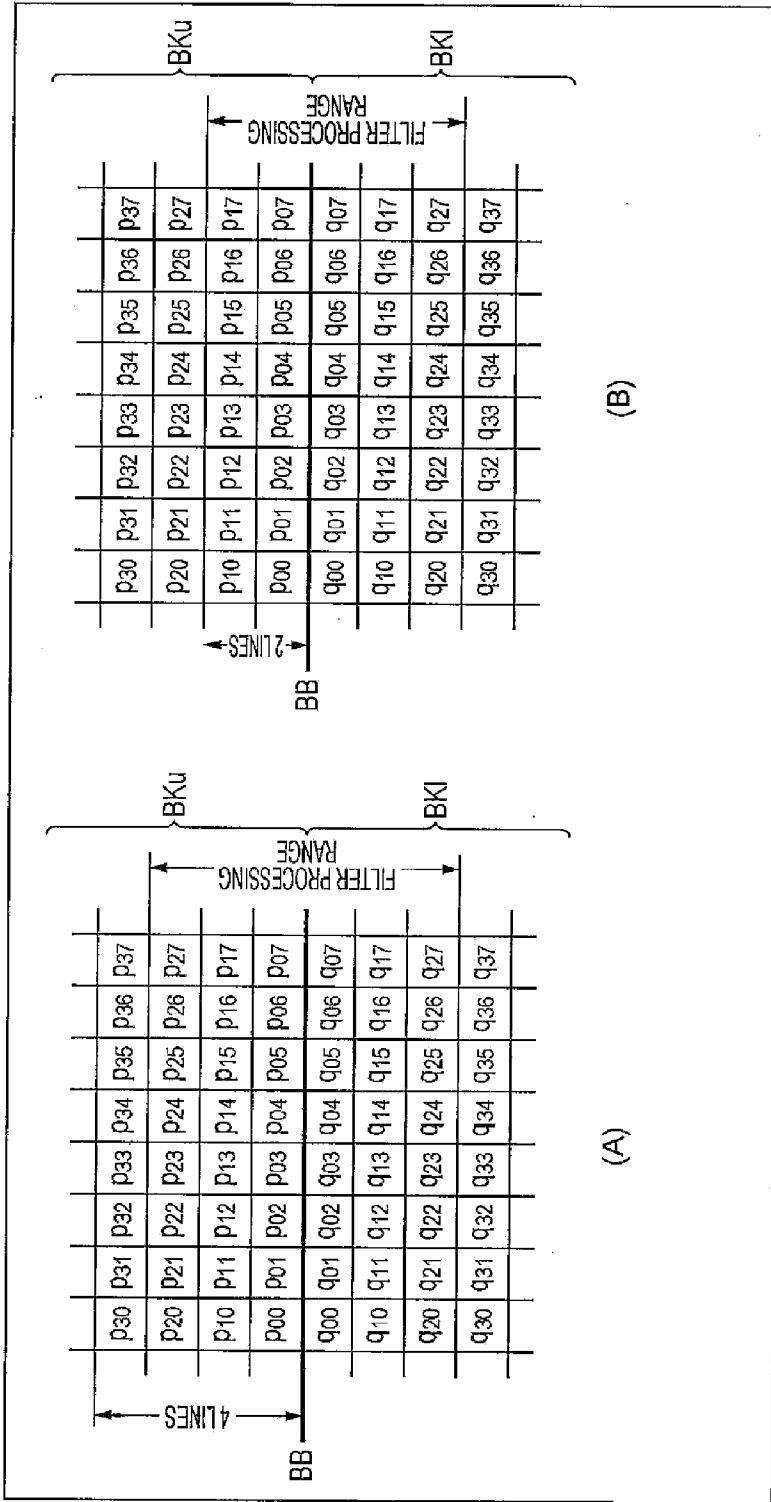 BB
4 LINES
p30 p31 p32 p33 p34 p35 p36 p37
p20 p21 p22 p23 p24 p25 p26 p27
p10 p11 p12 p13 p14 p15 p16 p17
p00 p01 p02 p03 p04 p05 p06 p07
q00 q01 q02 q03 q04 q05 q06 q07
q10 q11 q12 q13 q14 q15 q16 q17
q20 q21 q22 q23 q24 q25 q26 q27
q30 q31 q32 q33 q34 q35 q36 q37
FILTER PROCESSING
RANGE
BKu
BKl
(A)
BB
2 LINES
p30 p31 p32 p33 p34 p35 p36 p37
p20 p21 p22 p23 p24 p25 p26 p27
p10 p11 p12 p13 p14 p15 p16 p17
p00 p01 p02 p03 p04 p05 p06 p07
q00 q01 q02 q03 q04 q05 q06 q07
q10 q11 q12 q13 q14 q15 q16 q17
q20 q21 q22 q23 q24 q25 q26 q27
q30 q31 q32 q33 q34 q35 q36 q37
FILTER PROCESSING
RANGE
BKu
BKl
(B)